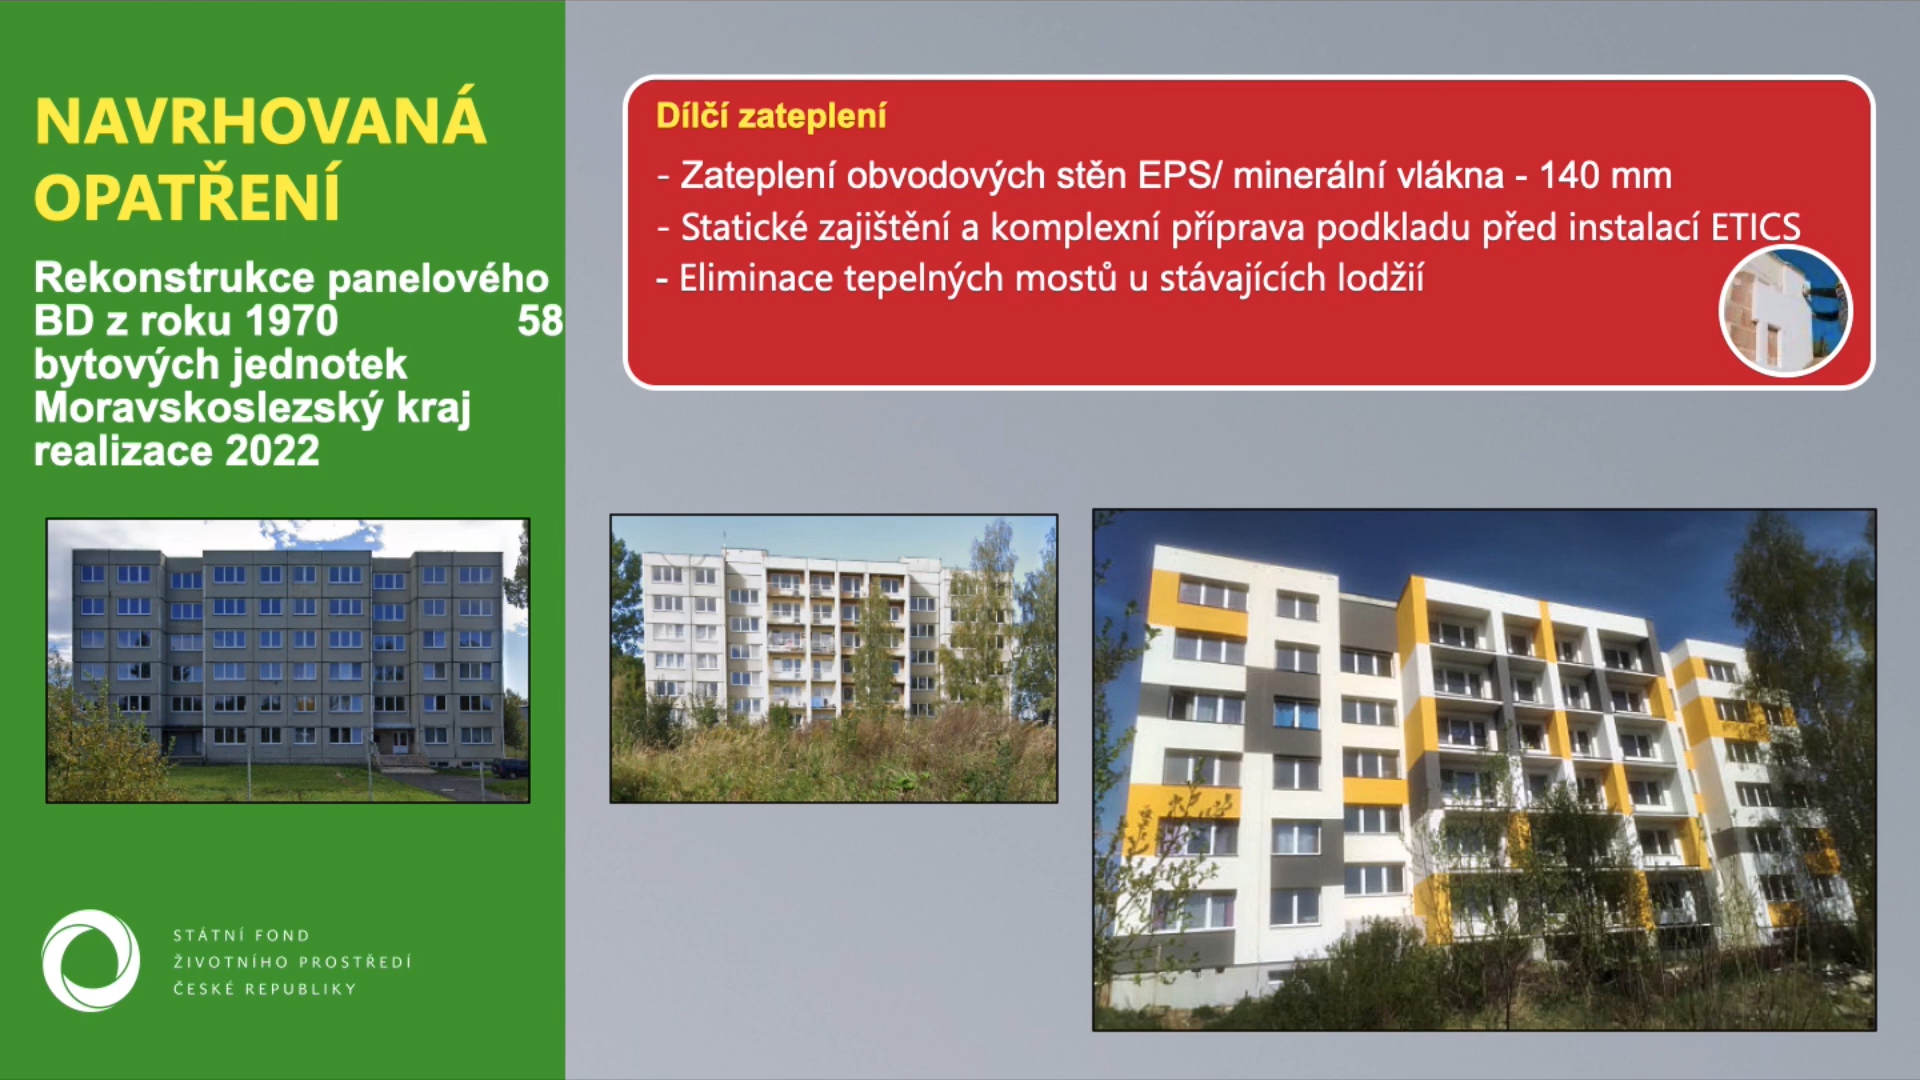 NAVRHOVANÁ
OPATŘENÍ
Rekonstrukce panelového
BD z roku 1970 58
bytových jednotek
Moravskoslezský kraj
realizace 2022
STÁTNÍ FOND
ŽIVOTNÍHO PROSTŘEDÍ
ČESKÉ REPUBLIKY
Dílčí zateplení
- Zateplení obvodových stěn EPS/ minerální vlákna - 140 mm
- Statické zajištění a komplexní příprava podkladu před instalací ETICS
- Eliminace tepelných mostů u stávajících lodžií